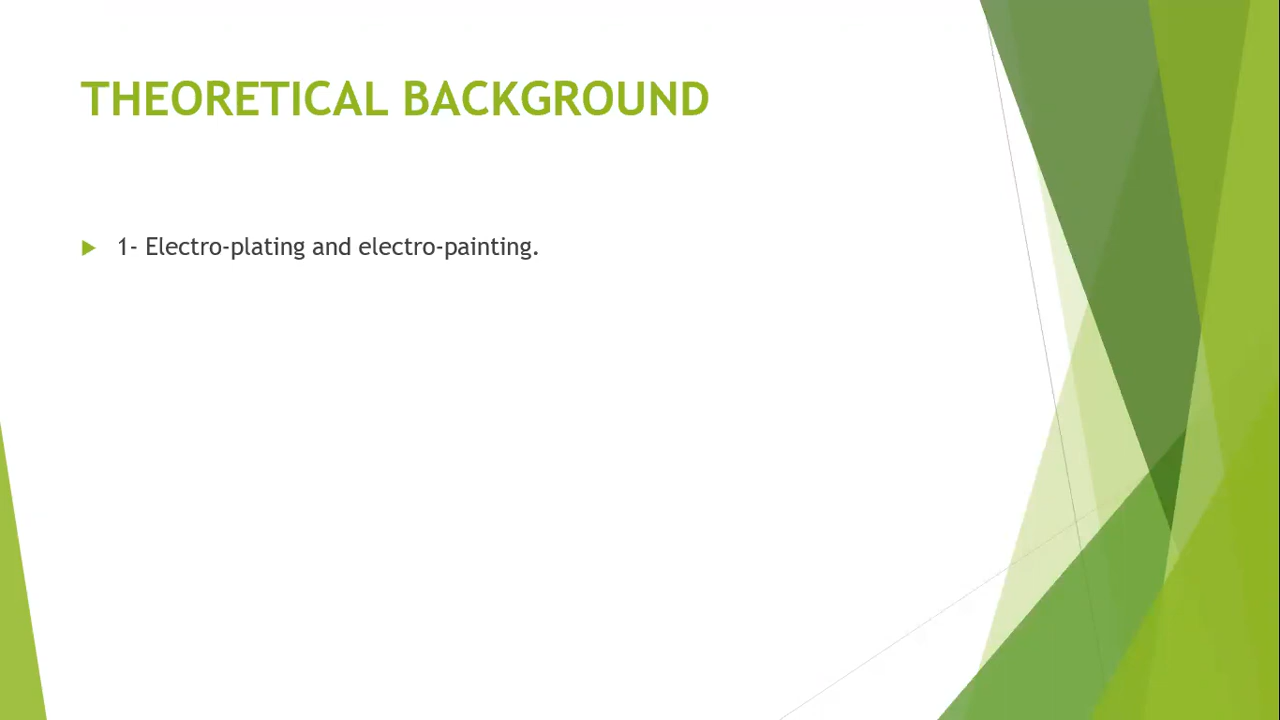 THEORETICAL BACKGROUND
1- Electro-plating and electro-painting.